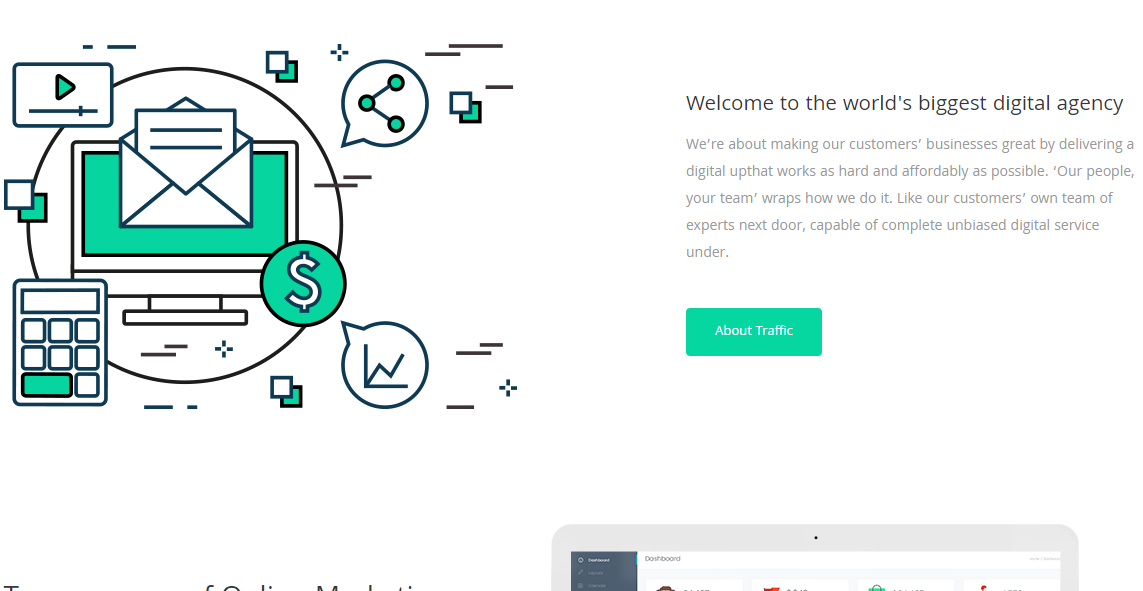 Welcome to the world's biggest digital agency
We’re about making our customers’ businesses great by delivering a
digital upthat works as hard and affordably as possible. ‘Our people,
your team’ wraps how we do it. Like our customers’ own team of
experts next door, capable of complete unbiased digital service
under.
About Traffic
$
Dashboard
Dashboard